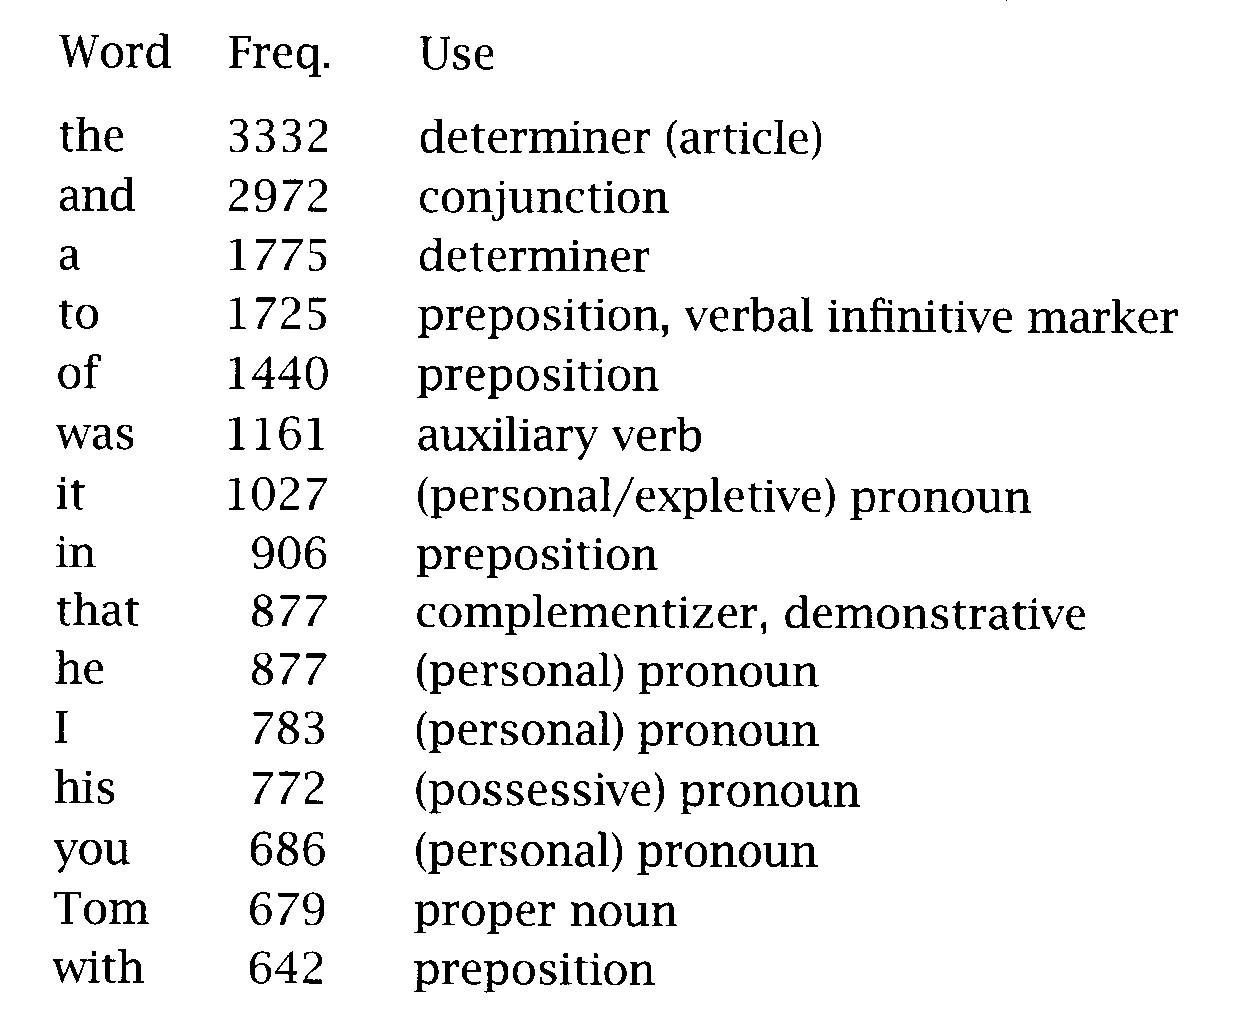 Word Freq. Use
the 3332 determiner (article)
and 2972 conjunction
a 1775 determiner
to 1725 preposition, verbal infinitive marker
of 1440 preposition
was 1161 auxiliary verb
it 1027 (personal/expletive) pronoun
in 906 preposition
that 877 complementizer, demonstrative
he 877 (personal) pronoun
I 783 (personal) pronoun
his 772 (possessive) pronoun
you 686 (personal) pronoun
Tom 679 proper noun
with 642 preposition